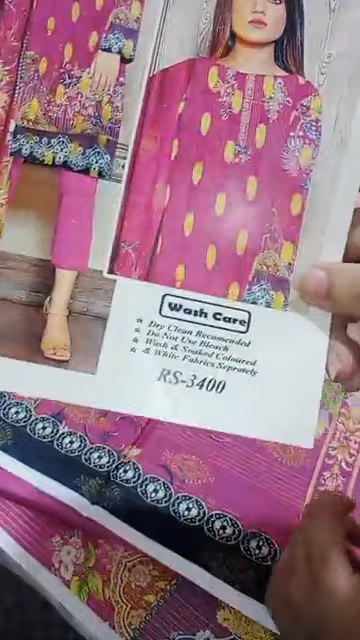 Wash Care
★ Dry Clean Recomended
★ Do Not Use Bleach
★ Wash & Soaked Coloured
★ & White Fabrics Seprately
RS-3400